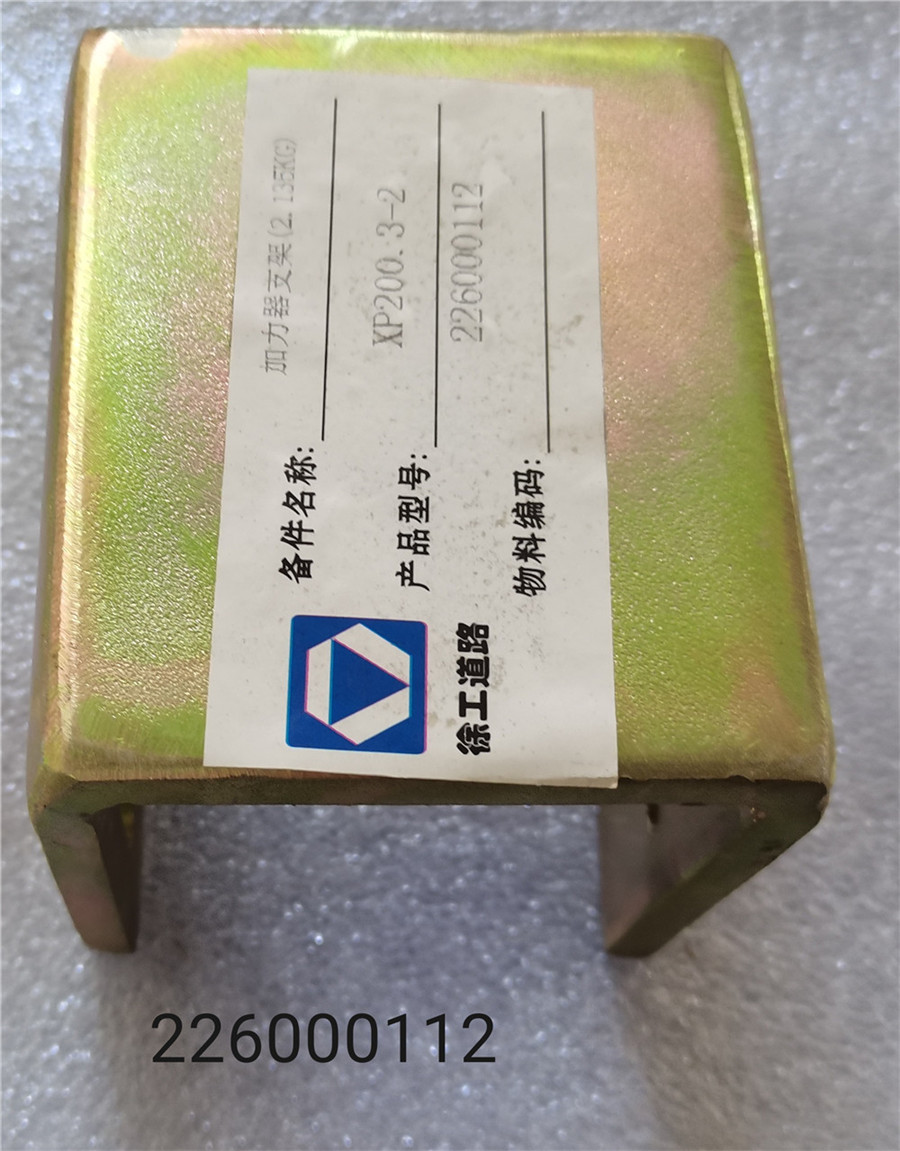 备件名称: 加力器支架(2.135KG)
产品型号: XP200.3-2
物料编码: 226000112
徐工道路
226000112